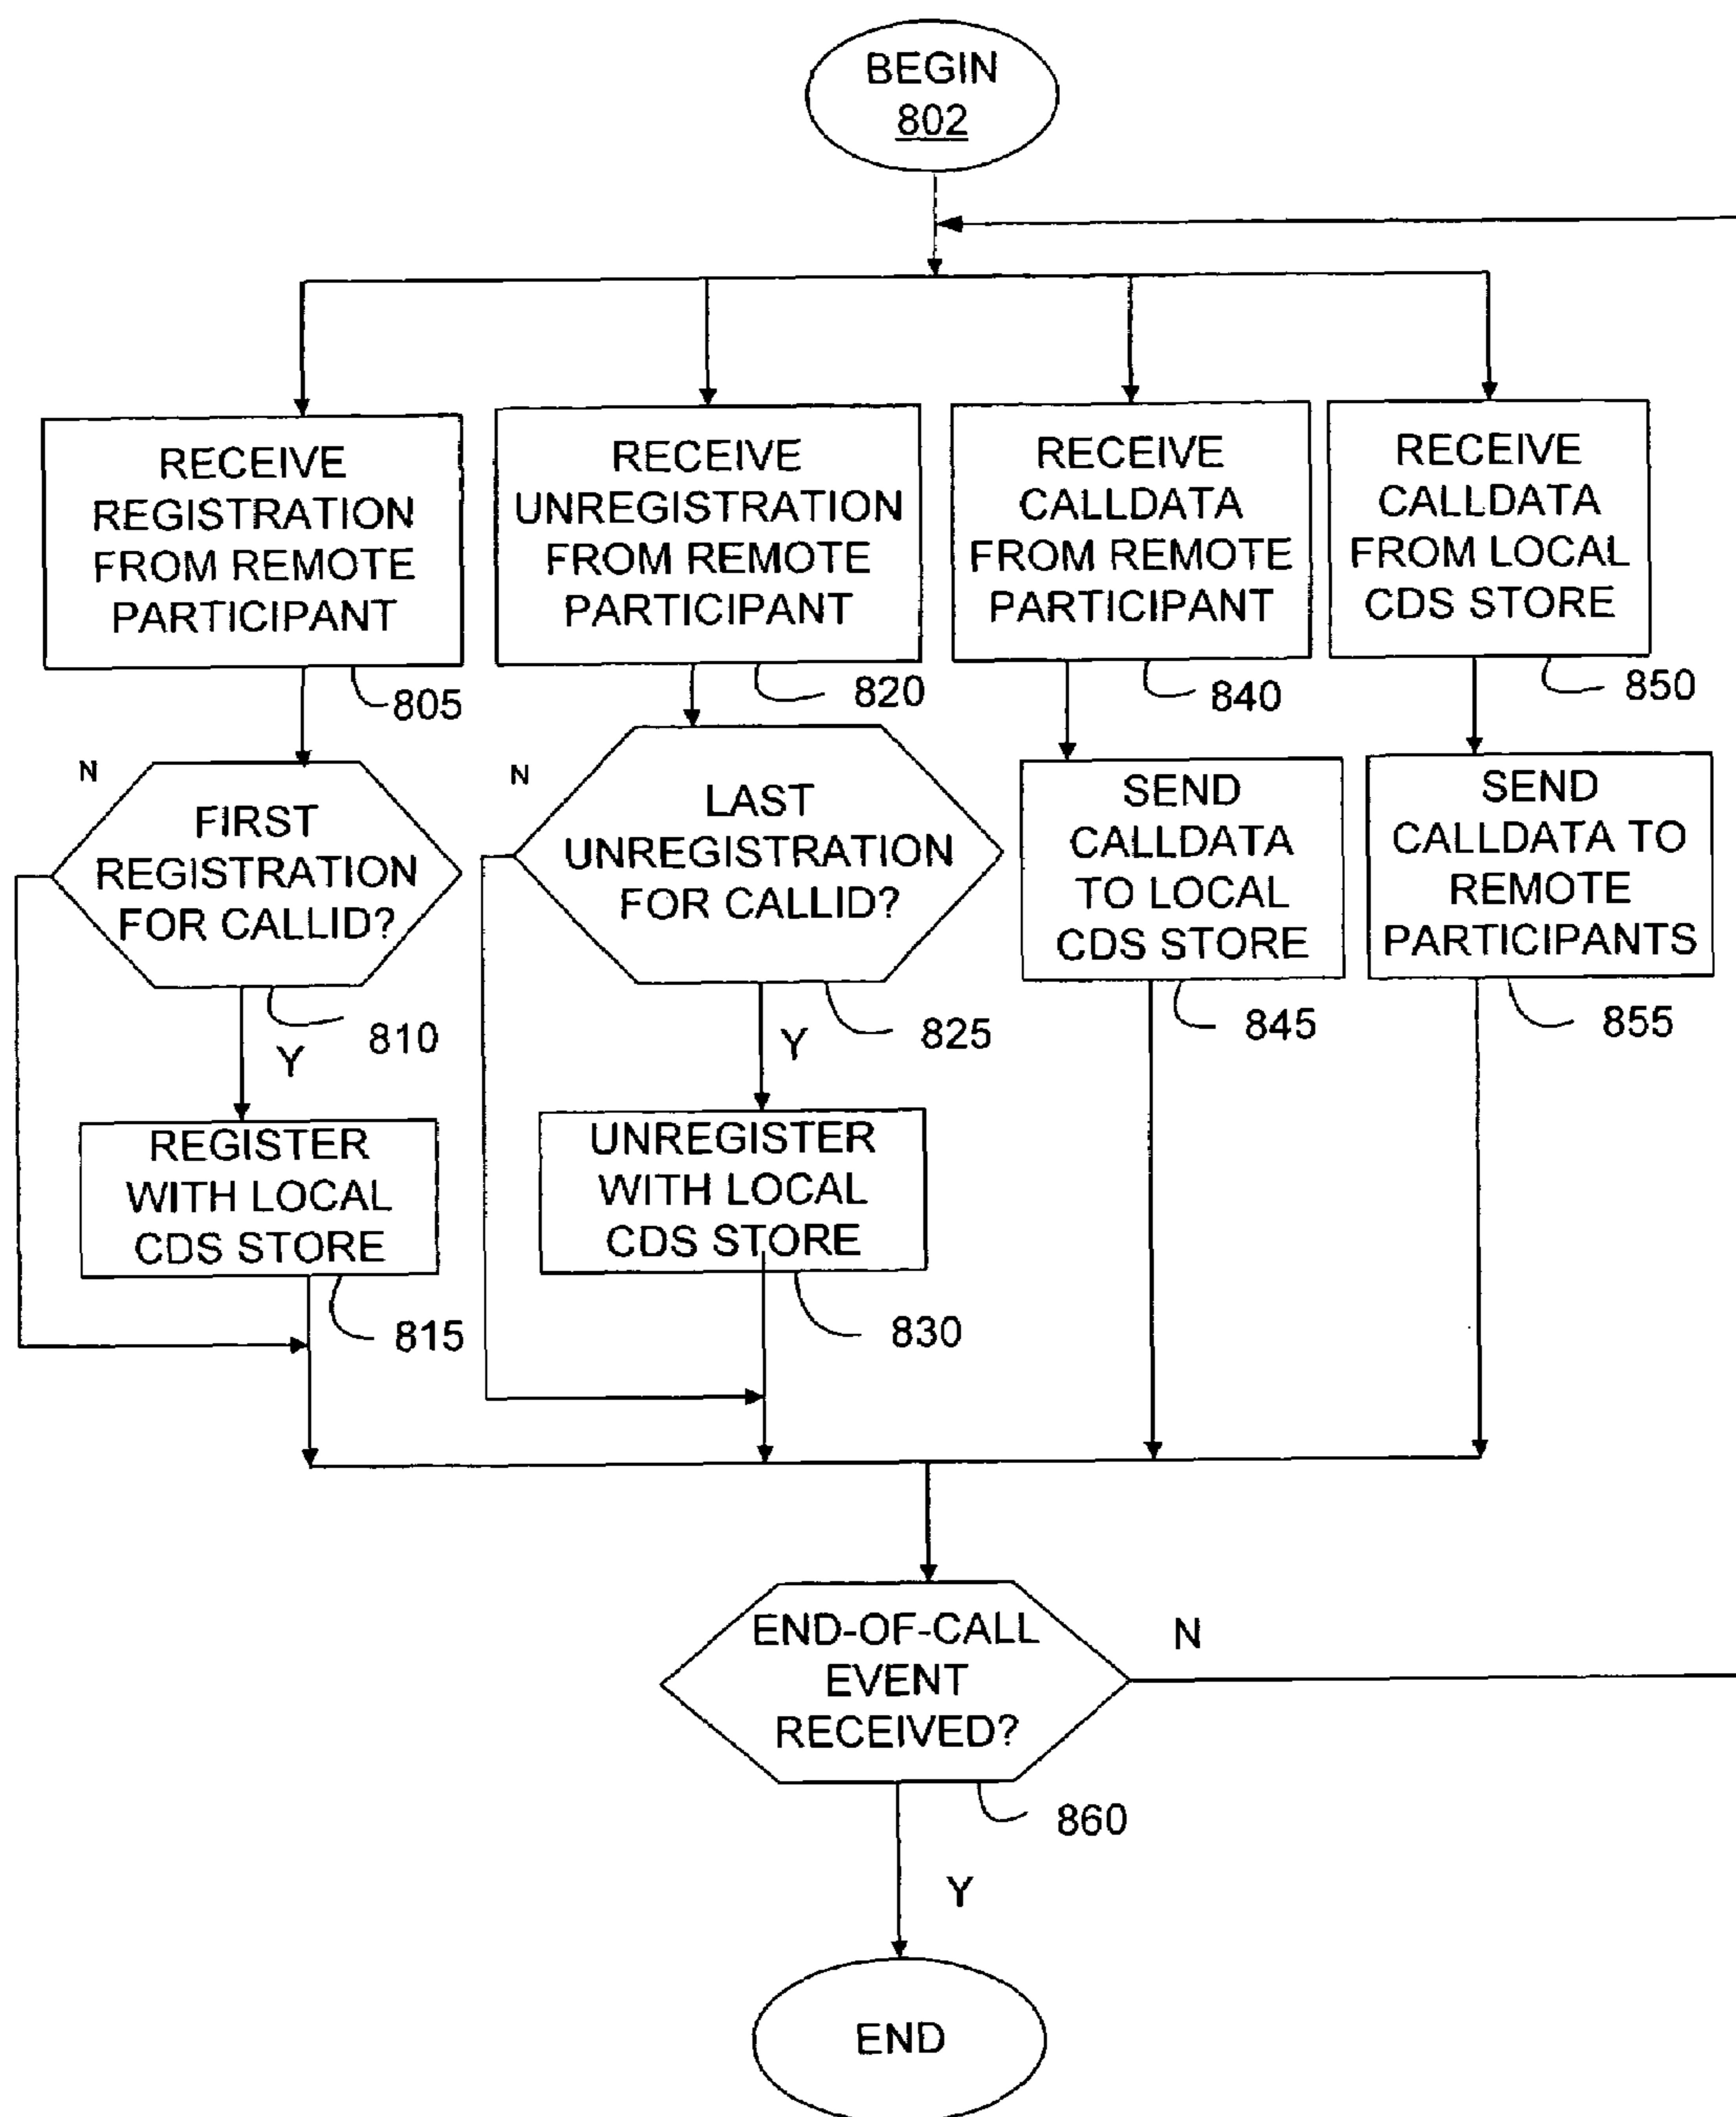 BEGIN
802
RECEIVE
REGISTRATION
FROM REMOTE
PARTICIPANT
805
RECEIVE
UNREGISTRATION
FROM REMOTE
PARTICIPANT
820
RECEIVE
CALLDATA
FROM REMOTE
PARTICIPANT
840
RECEIVE
CALLDATA
FROM LOCAL
CDS STORE
850
N
FIRST
REGISTRATION
FOR CALLID?
810
Y
N
LAST
UNREGISTRATION
FOR CALLID?
825
Y
SEND
CALLDATA
TO LOCAL
CDS STORE
845
SEND
CALLDATA TO
REMOTE
PARTICIPANTS
855
REGISTER
WITH LOCAL
CDS STORE
815
UNREGISTER
WITH LOCAL
CDS STORE
830
END-OF-CALL
EVENT
RECEIVED?
N
860
Y
END